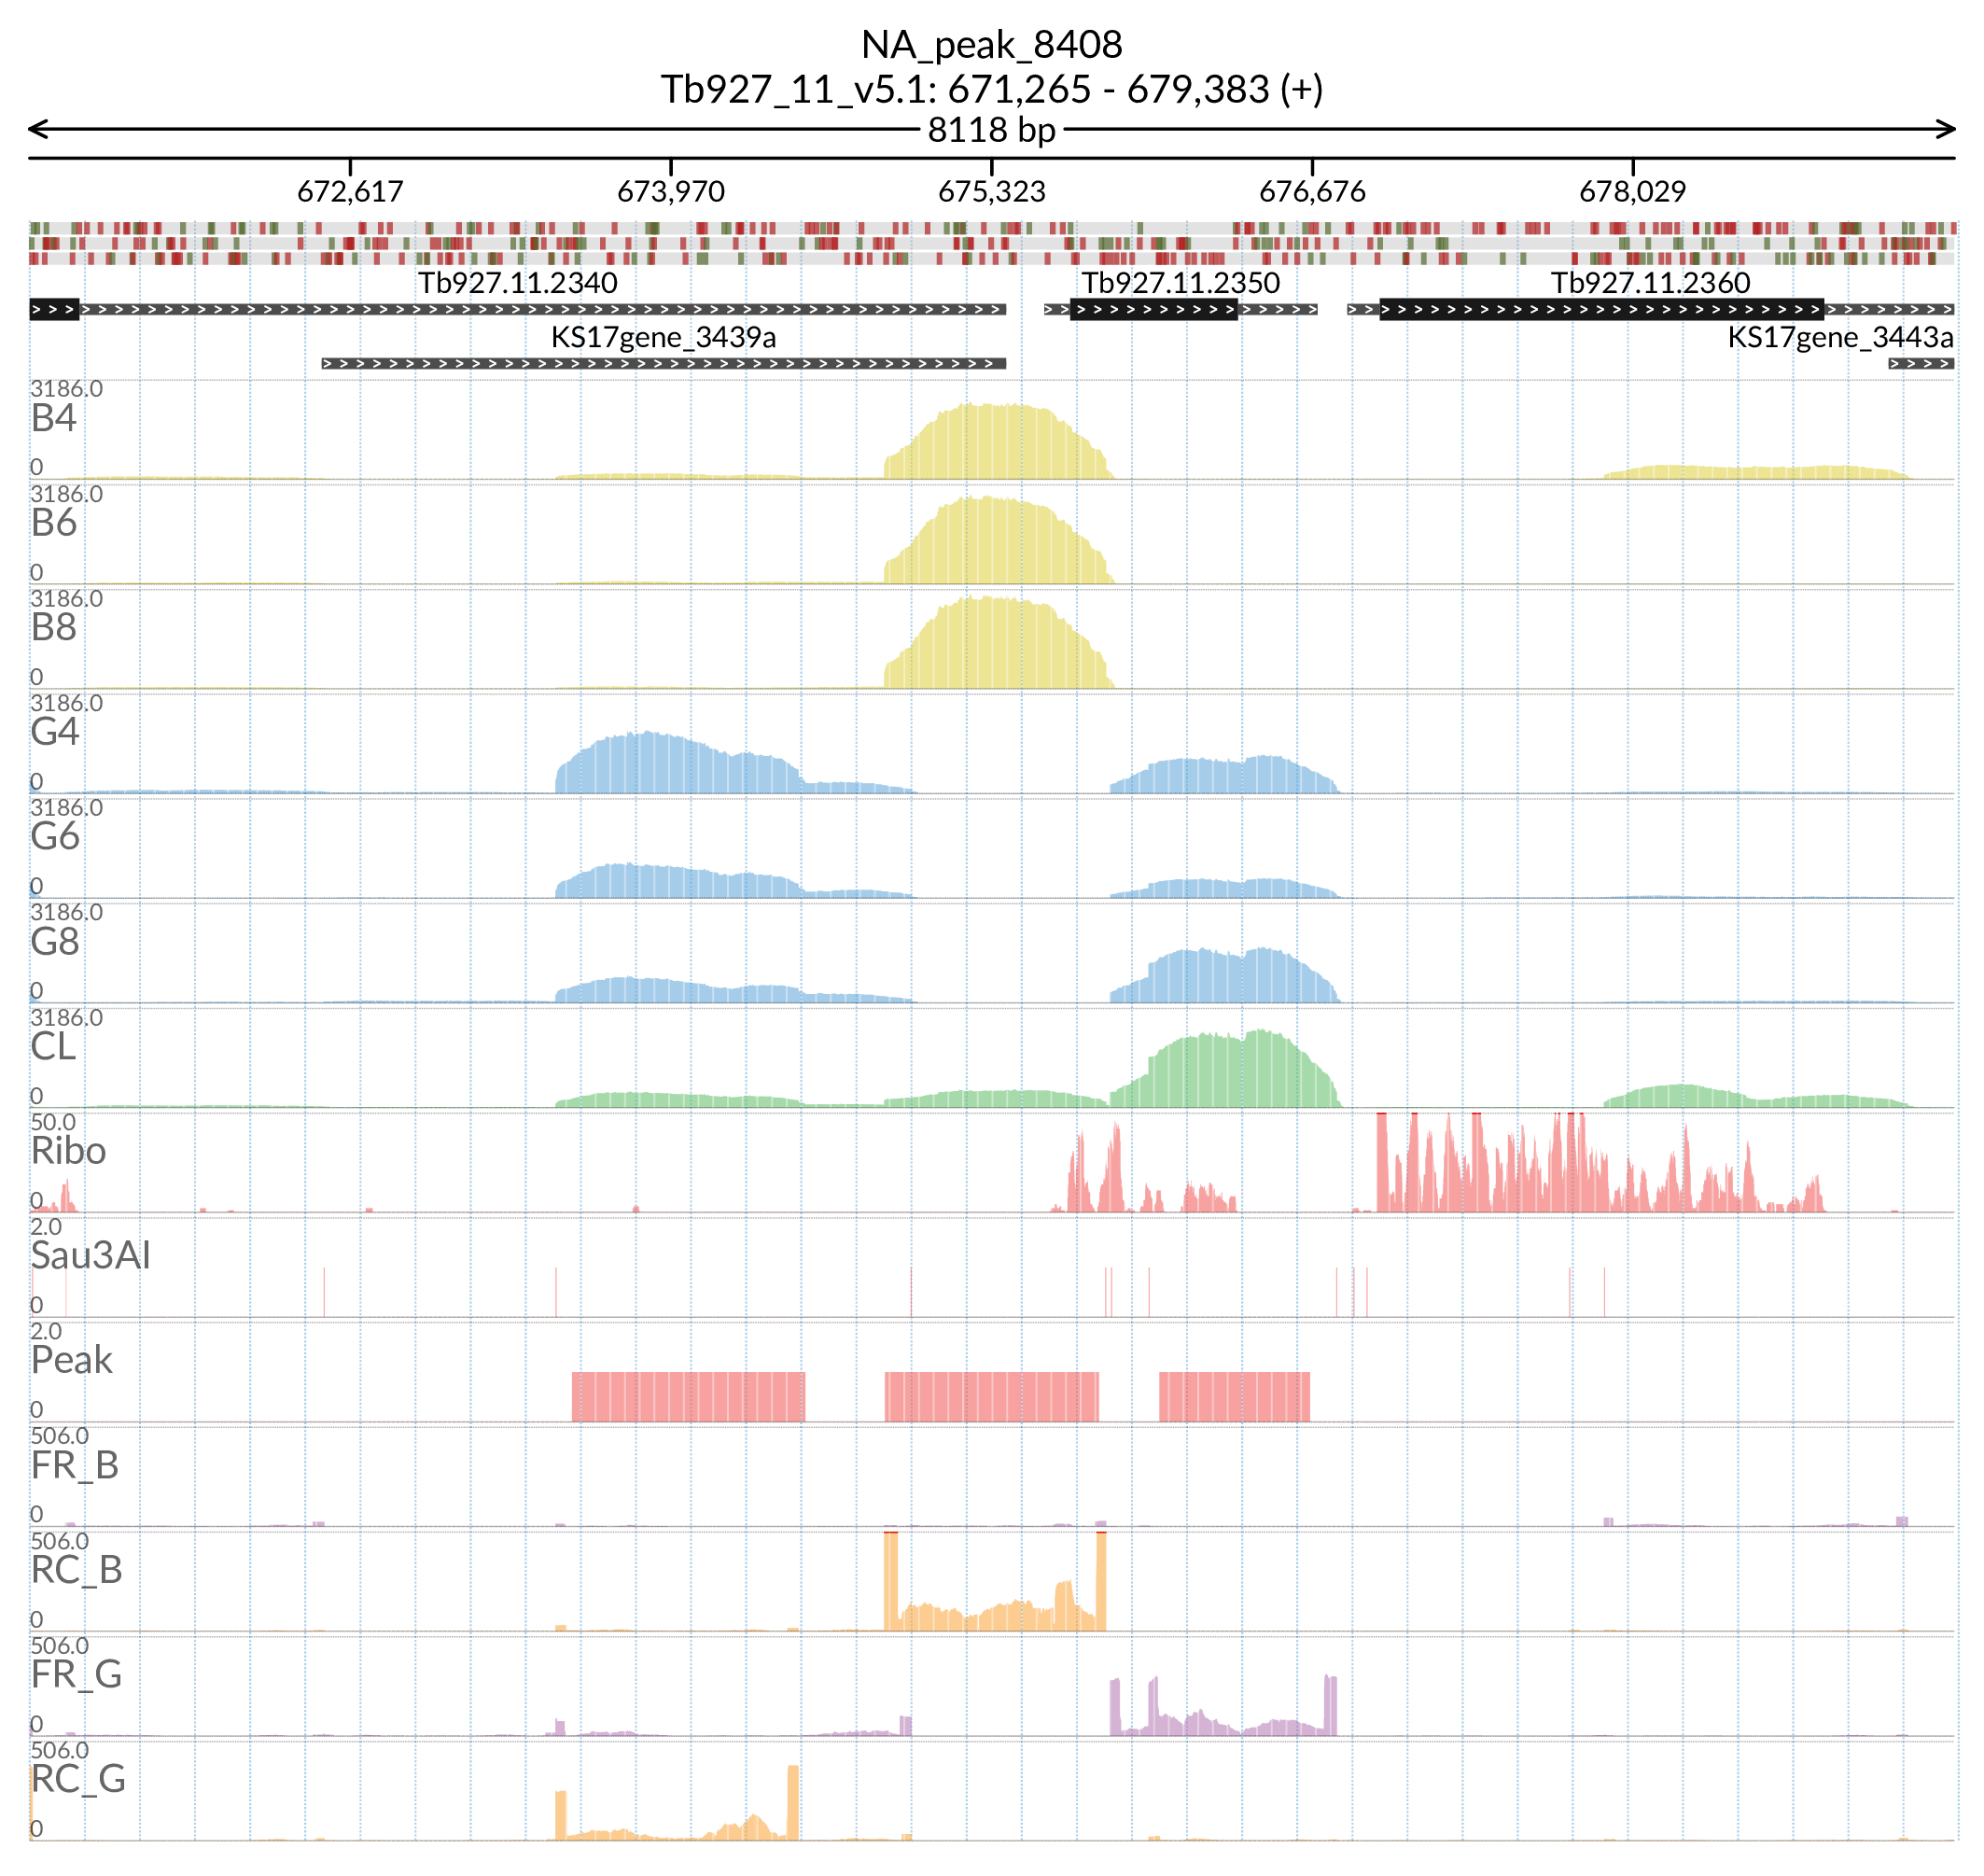 NA_peak_8408
Tb927_11_v5.1: 671,265 - 679,383 (+)
8118 bp
672,617 673,970 675,323 676,676 678,029
Tb927.11.2340 Tb927.11.2350 Tb927.11.2360
KS17gene_3439a KS17gene_3443a
3186.0
B4
0
3186.0
B6
0
3186.0
B8
0
3186.0
G4
0
3186.0
G6
0
3186.0
G8
0
3186.0
CL
0
50.0
Ribo
0
2.0
Sau3AI
0
2.0
Peak
0
506.0
FR_B
0
506.0
RC_B
0
506.0
FR_G
0
506.0
RC_G
0